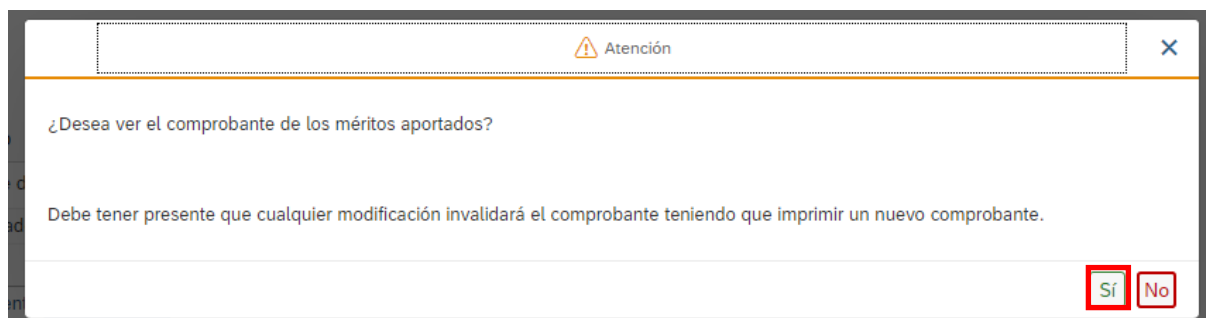 Atención
¿Desea ver el comprobante de los méritos aportados?
Debe tener presente que cualquier modificación invalidará el comprobante teniendo que imprimir un nuevo comprobante.
Sí No